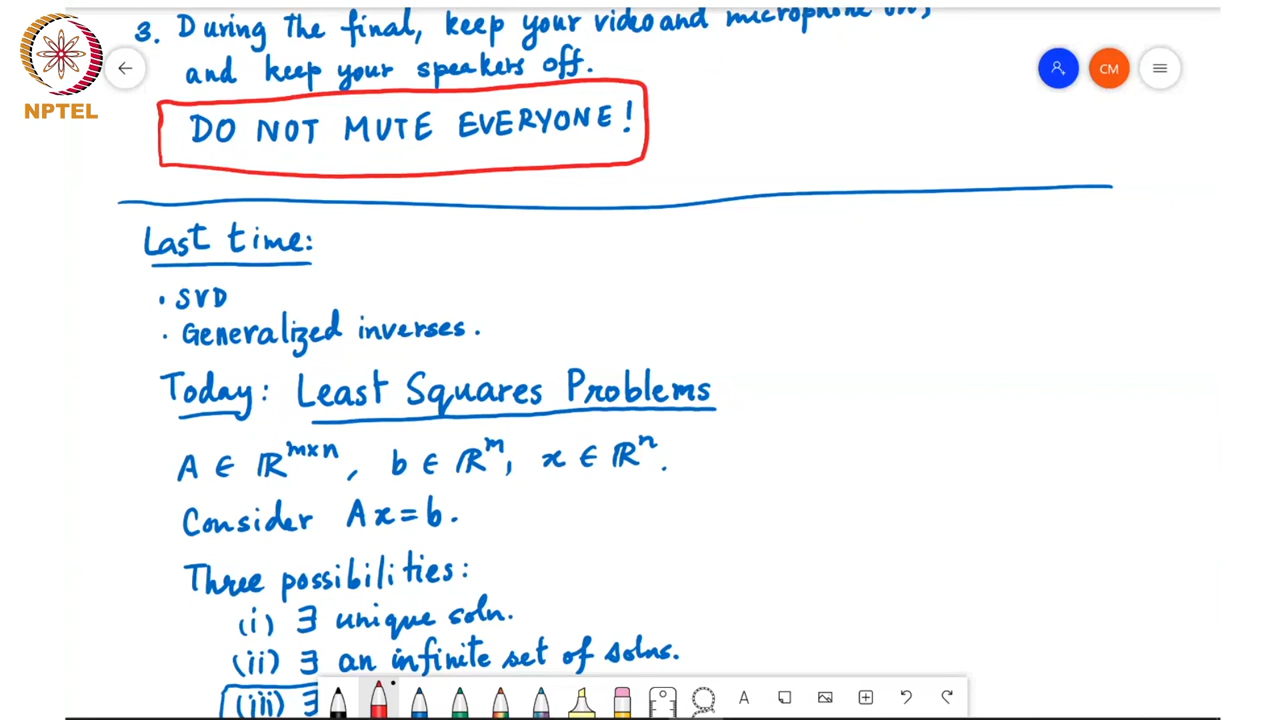 3. During the final, keep your video and microphone on,
and keep your speakers off.
NPTEL
CM
DO NOT MUTE EVERYONE!
Last time:
• SVD
• Generalized inverses.
Today: Least Squares Problems
A ∈ ℝ^{m×n}, b ∈ ℝ^m, x ∈ ℝ^n.
Consider Ax = b.
Three possibilities:
(i) ∃ unique soln.
(ii) ∃ an infinite set of solns.
(iii) ∃
A